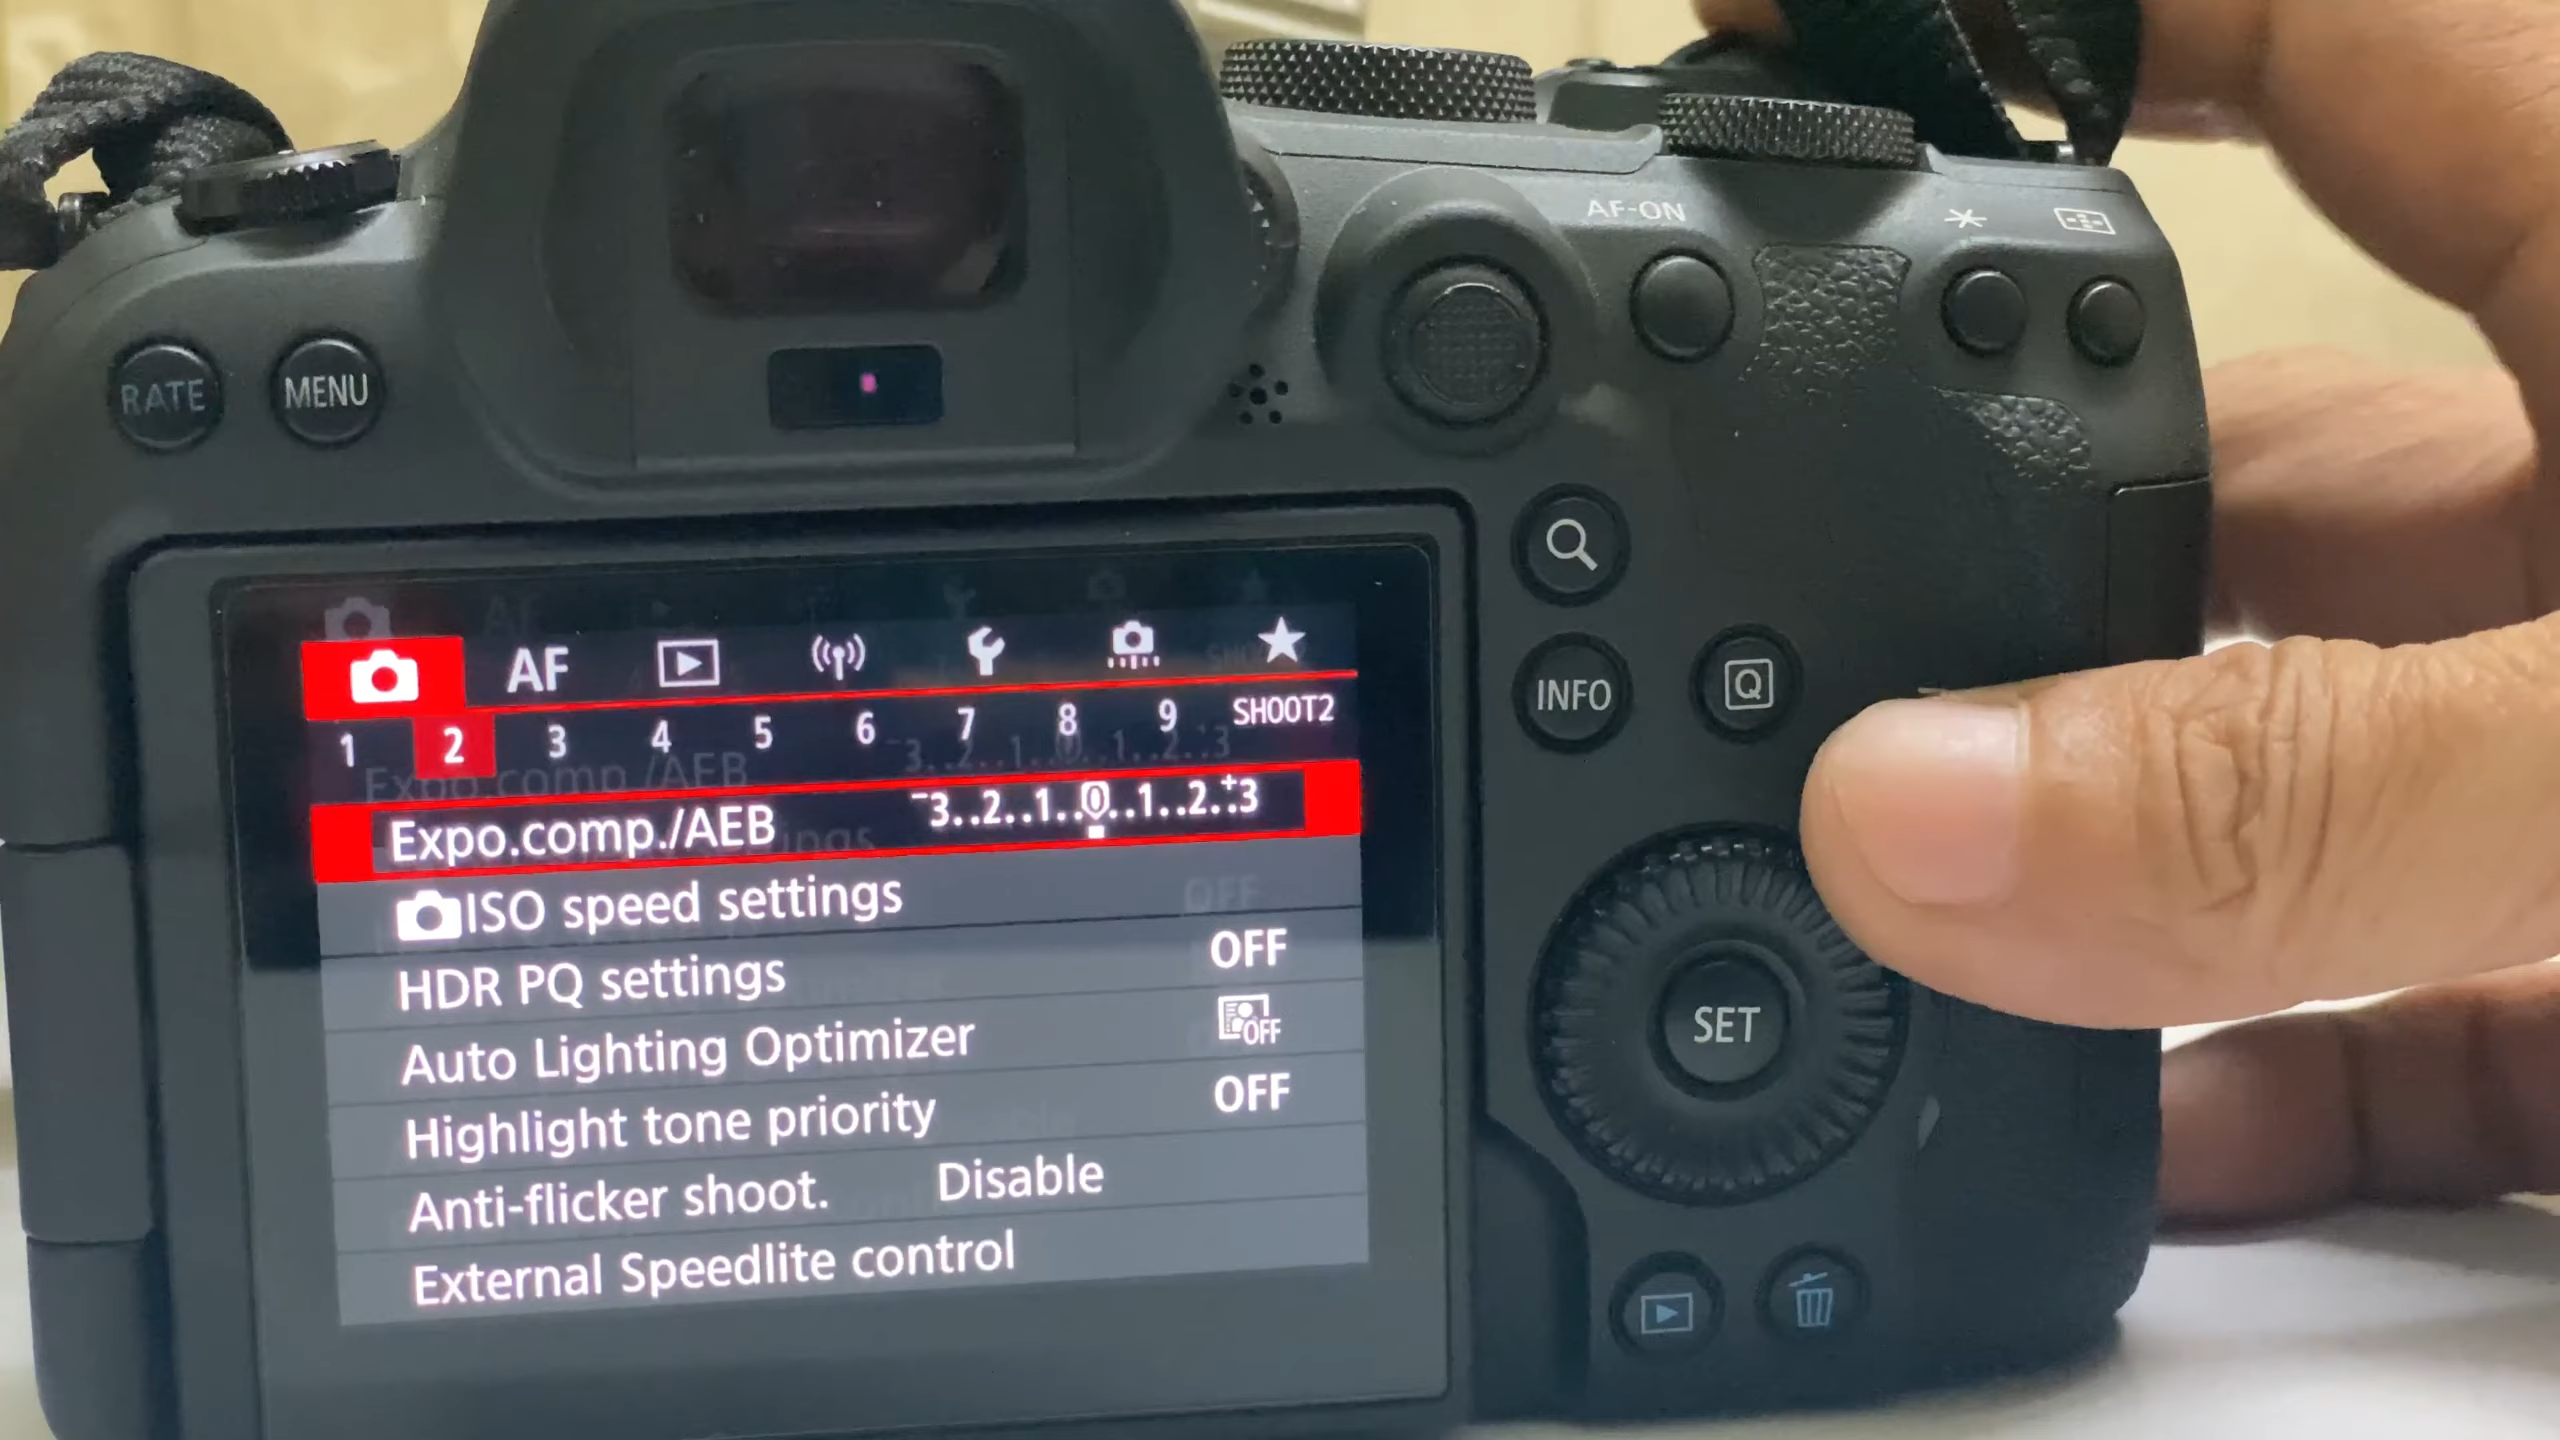 AF-ON
RATE
MENU
INFO
Q
AF
1 2 3 4 5 6 7 8 9 SHOOT2
Expo.comp./AEB -3..2..1..0..1..2.+3
ISO speed settings
HDR PQ settings OFF
Auto Lighting Optimizer OFF
Highlight tone priority OFF
Anti-flicker shoot. Disable
External Speedlite control
SET